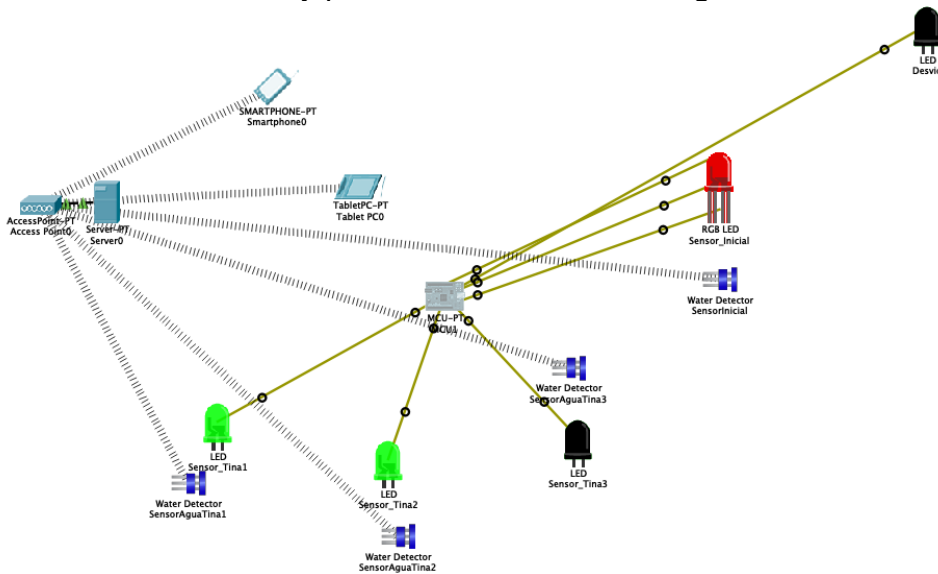 LED
Desvio
SMARTPHONE-PT
Smartphone0
TabletPC-PT
Tablet PC0
AccessPoint-PT
Access Point0
Server-PT
Server0
RGB LED
Sensor_Inicial
Water Detector
SensorInicial
MCU-PT
MCU1
Water Detector
SensorAguaTina3
LED
Sensor_Tina1
LED
Sensor_Tina2
LED
Sensor_Tina3
Water Detector
SensorAguaTina1
Water Detector
SensorAguaTina2